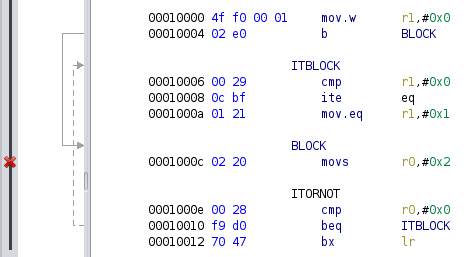 00010000 4f f0 00 01 mov.w r1,#0x0
00010004 02 e0 b BLOCK
ITBLOCK
00010006 00 29 cmp r1,#0x0
00010008 0c bf ite eq
0001000a 01 21 mov.eq r1,#0x1
BLOCK
0001000c 02 20 movs r0,#0x2
ITORNOT
0001000e 00 28 cmp r0,#0x0
00010010 f9 d0 beq ITBLOCK
00010012 70 47 bx lr